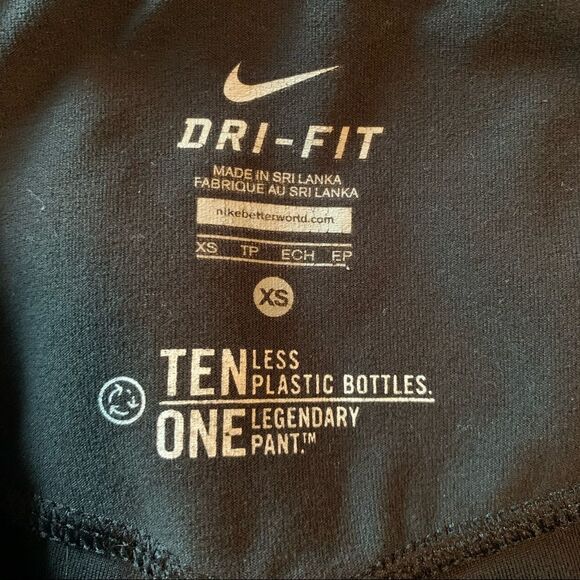 DRI-FIT
MADE IN SRI LANKA
FABRIQUE AU SRI LANKA
nikebetterworld.com
XS TP ECH EP
XS
TEN LESS PLASTIC BOTTLES.
ONE LEGENDARY PANT.™